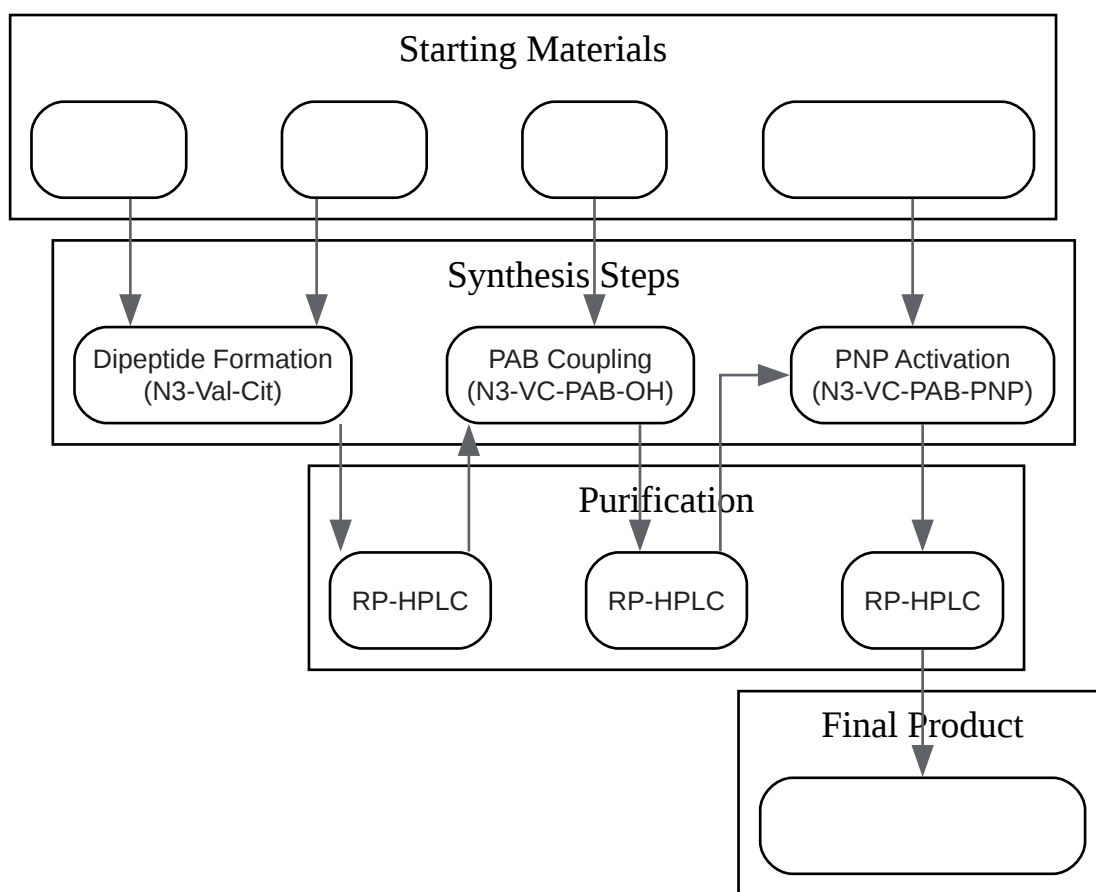 Starting Materials
Synthesis Steps
Dipeptide Formation
(N3-Val-Cit)
PAB Coupling
(N3-VC-PAB-OH)
PNP Activation
(N3-VC-PAB-PNP)
Purification
RP-HPLC
RP-HPLC
RP-HPLC
Final Product